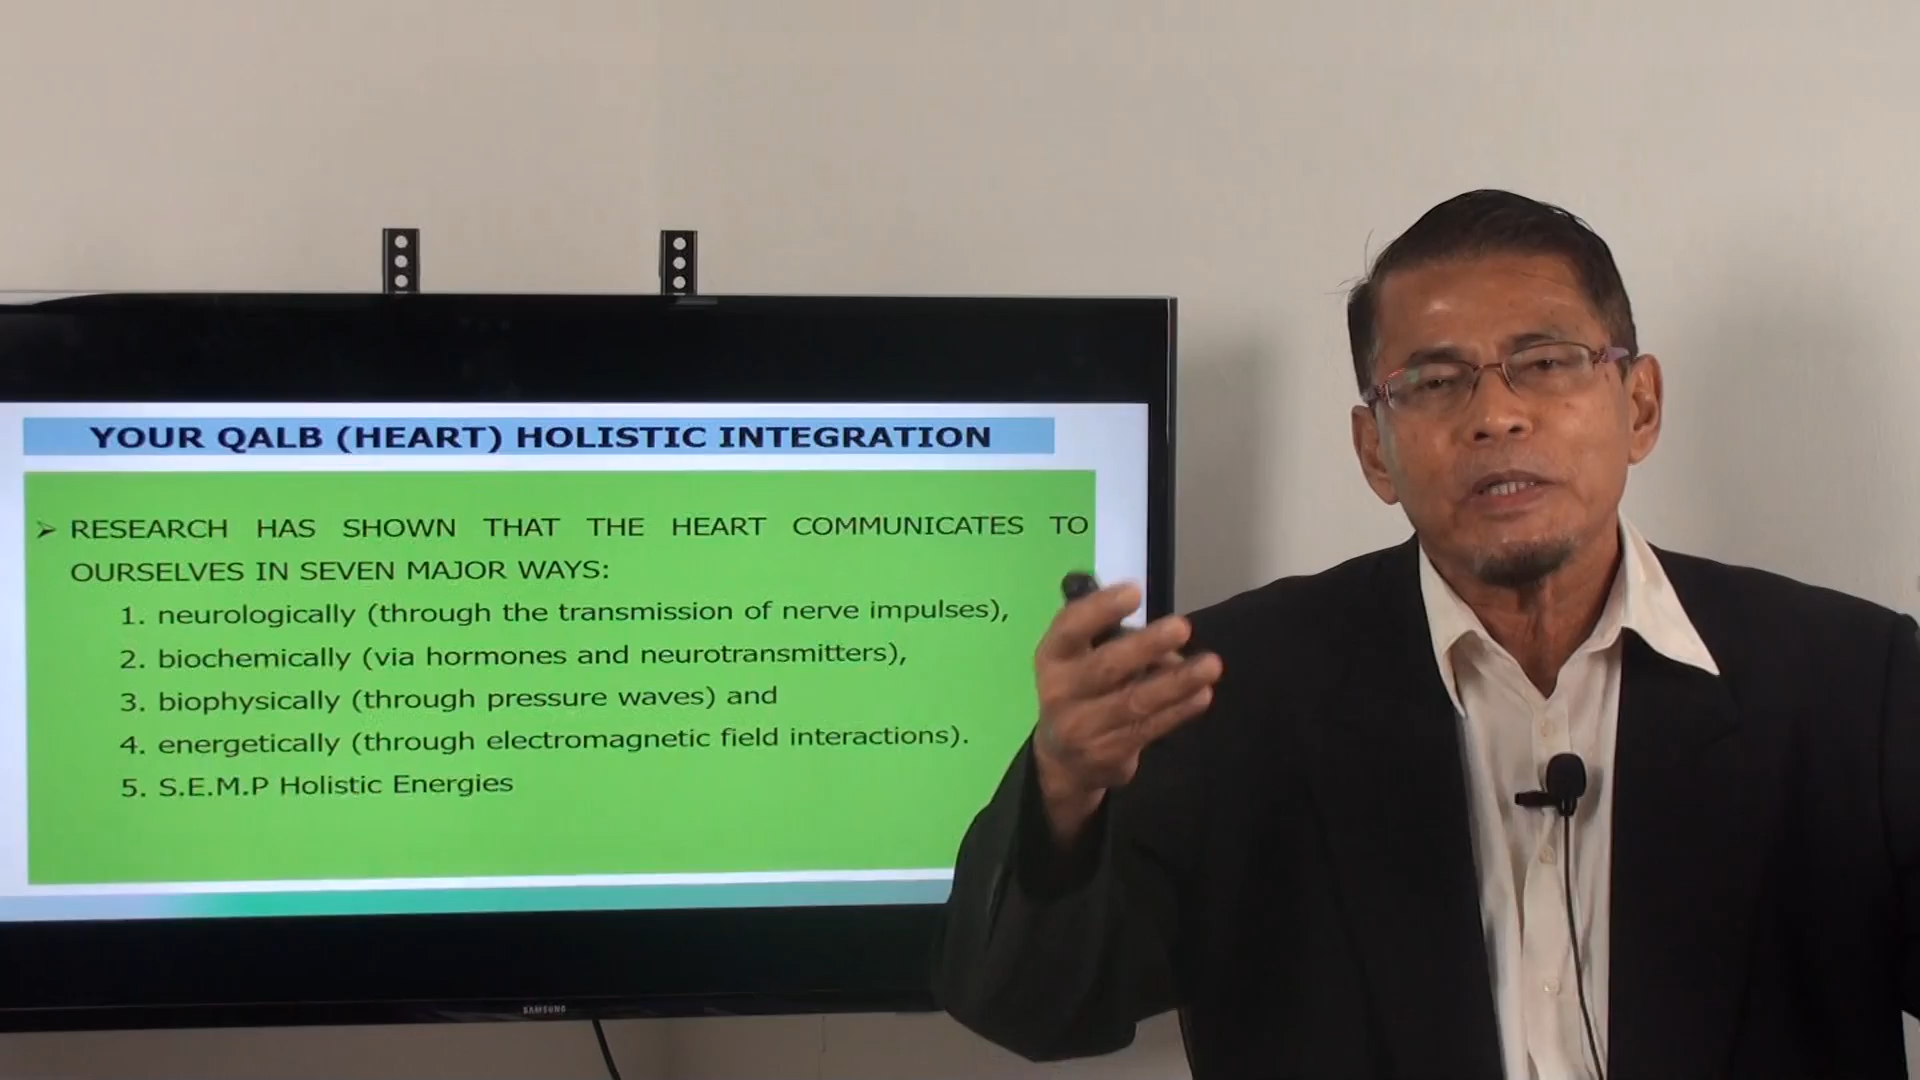 YOUR QALB (HEART) HOLISTIC INTEGRATION
➢ RESEARCH HAS SHOWN THAT THE HEART COMMUNICATES TO
OURSELVES IN SEVEN MAJOR WAYS:
1. neurologically (through the transmission of nerve impulses),
2. biochemically (via hormones and neurotransmitters),
3. biophysically (through pressure waves) and
4. energetically (through electromagnetic field interactions).
5. S.E.M.P Holistic Energies
SAMSUNG